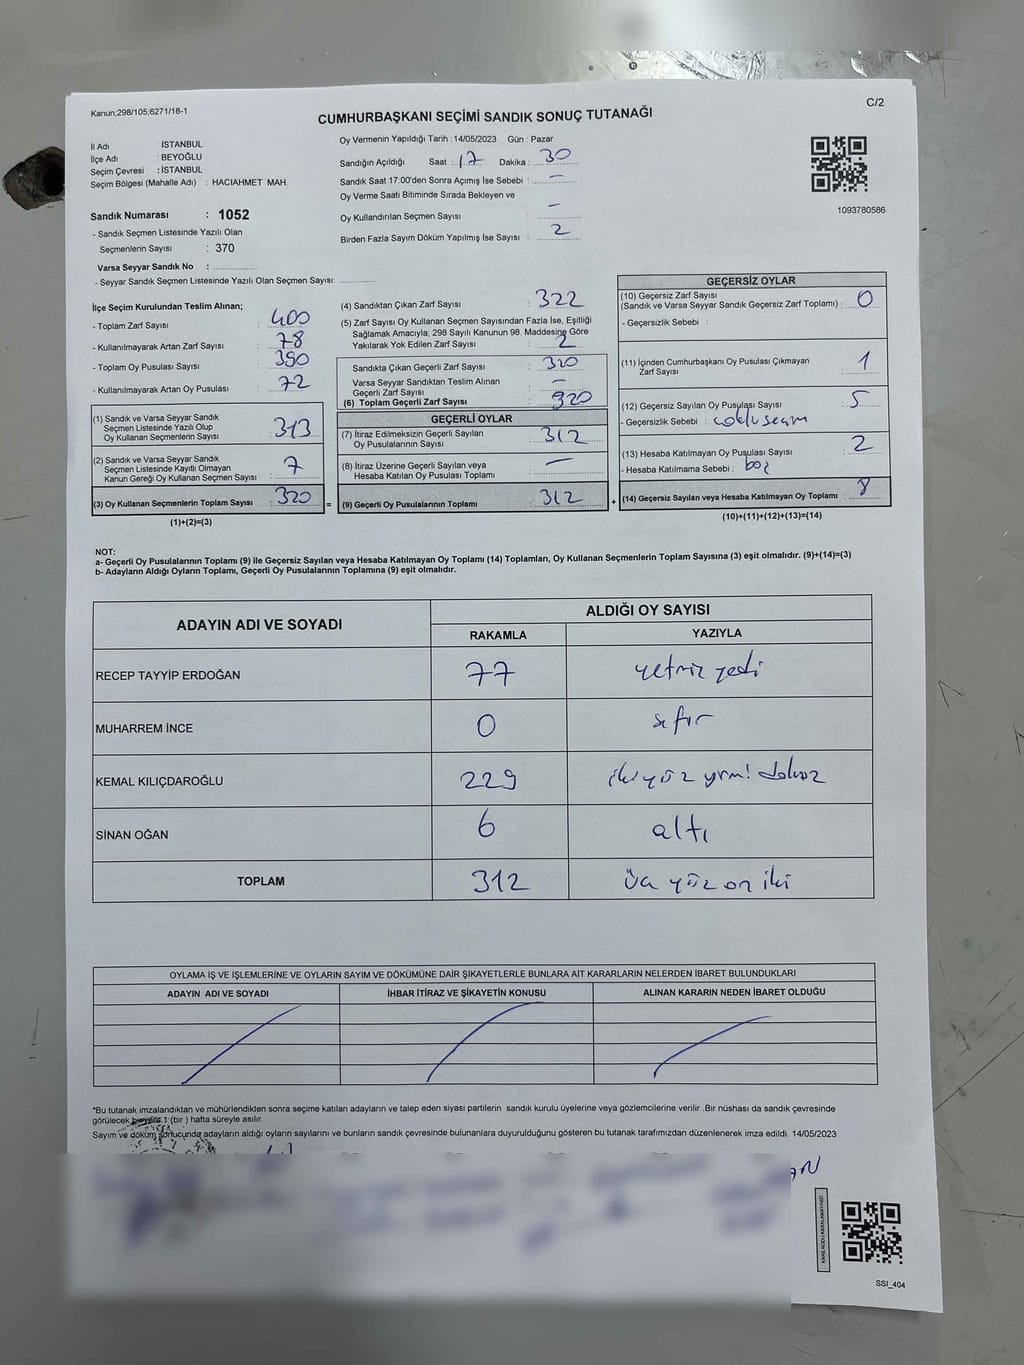 Kanun:298/105;6271/18-1
C/2
CUMHURBAŞKANI SEÇİMİ SANDIK SONUÇ TUTANAĞI
İl Adı : İSTANBUL
İlçe Adı : BEYOĞLU
Seçim Çevresi : İSTANBUL
Seçim Bölgesi (Mahalle Adı) : HACIAHMET MAH.
Oy Vermenin Yapıldığı Tarih : 14/05/2023 Gün : Pazar
Sandığın Açıldığı Saat : 17 Dakika : 30
Sandık Saat 17:00'den Sonra Açımış İse Sebebi : —
Oy Verme Saati Bitiminde Sırada Bekleyen ve
Oy Kullandırılan Seçmen Sayısı : —
Birden Fazla Sayım Döküm Yapılmış İse Sayısı : 2
1093780586
Sandık Numarası : 1052
- Sandık Seçmen Listesinde Yazılı Olan
Seçmenlerin Sayısı : 370
Varsa Seyyar Sandık No :
- Seyyar Sandık Seçmen Listesinde Yazılı Olan Seçmen Sayısı:
İlçe Seçim Kurulundan Teslim Alınan;
- Toplam Zarf Sayısı : 400
- Kullanılmayarak Artan Zarf Sayısı : 78
- Toplam Oy Pusulası Sayısı : 390
- Kullanılmayarak Artan Oy Pusulası : 72
(1) Sandık ve Varsa Seyyar Sandık
Seçmen Listesinde Yazılı Olup
Oy Kullanan Seçmenlerin Sayısı : 313
(2) Sandık ve Varsa Seyyar Sandık
Seçmen Listesinde Kayıtlı Olmayan
Kanun Gereği Oy Kullanan Seçmen Sayısı : 7
(3) Oy Kullanan Seçmenlerin Toplam Sayısı : 320 =
(1)+(2)=(3)
(4) Sandıktan Çıkan Zarf Sayısı : 322
(5) Zarf Sayısı Oy Kullanan Seçmen Sayısından Fazla İse, Eşitliği
Sağlamak Amacıyla; 298 Sayılı Kanunun 98. Maddesine Göre
Yakılarak Yok Edilen Zarf Sayısı : 2
Sandıkta Çıkan Geçerli Zarf Sayısı : 320
Varsa Seyyar Sandıktan Teslim Alınan
Geçerli Zarf Sayısı : —
(6) Toplam Geçerli Zarf Sayısı : 320
GEÇERLİ OYLAR
(7) İtiraz Edilmeksizin Geçerli Sayılan
Oy Pusulalarının Sayısı : 312
(8) İtiraz Üzerine Geçerli Sayılan veya
Hesaba Katılan Oy Pusulası Toplamı : —
(9) Geçerli Oy Pusulalarının Toplamı : 312 +
GEÇERSİZ OYLAR
(10) Geçersiz Zarf Sayısı
(Sandık ve Varsa Seyyar Sandık Geçersiz Zarf Toplamı) : 0
- Geçersizlik Sebebi :
(11) İçinden Cumhurbaşkanı Oy Pusulası Çıkmayan
Zarf Sayısı : 1
(12) Geçersiz Sayılan Oy Pusulası Sayısı : 5
- Geçersizlik Sebebi :
(13) Hesaba Katılmayan Oy Pusulası Sayısı : 2
- Hesaba Katılmama Sebebi : boş
(14) Geçersiz Sayılan veya Hesaba Katılmayan Oy Toplamı : 8
(10)+(11)+(12)+(13)=(14)
NOT:
a- Geçerli Oy Pusulalarının Toplamı (9) ile Geçersiz Sayılan veya Hesaba Katılmayan Oy Toplamı (14) Toplamları, Oy Kullanan Seçmenlerin Toplam Sayısına (3) eşit olmalıdır. (9)+(14)=(3)
b- Adayların Aldığı Oyların Toplamı, Geçerli Oy Pusulalarının Toplamına (9) eşit olmalıdır.
ADAYIN ADI VE SOYADI ALDIĞI OY SAYISI
RAKAMLA YAZIYLA
RECEP TAYYİP ERDOĞAN 77 yetmiş yedi
MUHARREM İNCE 0 sıfır
KEMAL KILIÇDAROĞLU 229 iki yüz yirmi dokuz
SİNAN OĞAN 6 altı
TOPLAM 312 üç yüz on iki
OYLAMA İŞ VE İŞLEMLERİNE VE OYLARIN SAYIM VE DÖKÜMÜNE DAİR ŞİKAYETLERLE BUNLARA AİT KARARLARIN NELERDEN İBARET BULUNDUKLARI
ADAYIN ADI VE SOYADI İHBAR İTİRAZ VE ŞİKAYETİN KONUSU ALINAN KARARIN NEDEN İBARET OLDUĞU
*Bu tutanak imzalandıktan ve mühürlendikten sonra seçime katılan adayların ve talep eden siyasi partilerin sandık kurulu üyelerine veya gözlemcilerine verilir .Bir nüshası da sandık çevresinde
görülecek bir yere 1 (bir ) hafta süreyle asılır.
Sayım ve döküm sonucunda adayların aldığı oyların sayılarını ve bunların sandık çevresinde bulunanlara duyurulduğunu gösteren bu tutanak tarafımızdan düzenlenerek imza edildi. 14/05/2023
KARE KODU KARALAMAYINIZ!
SSI_404